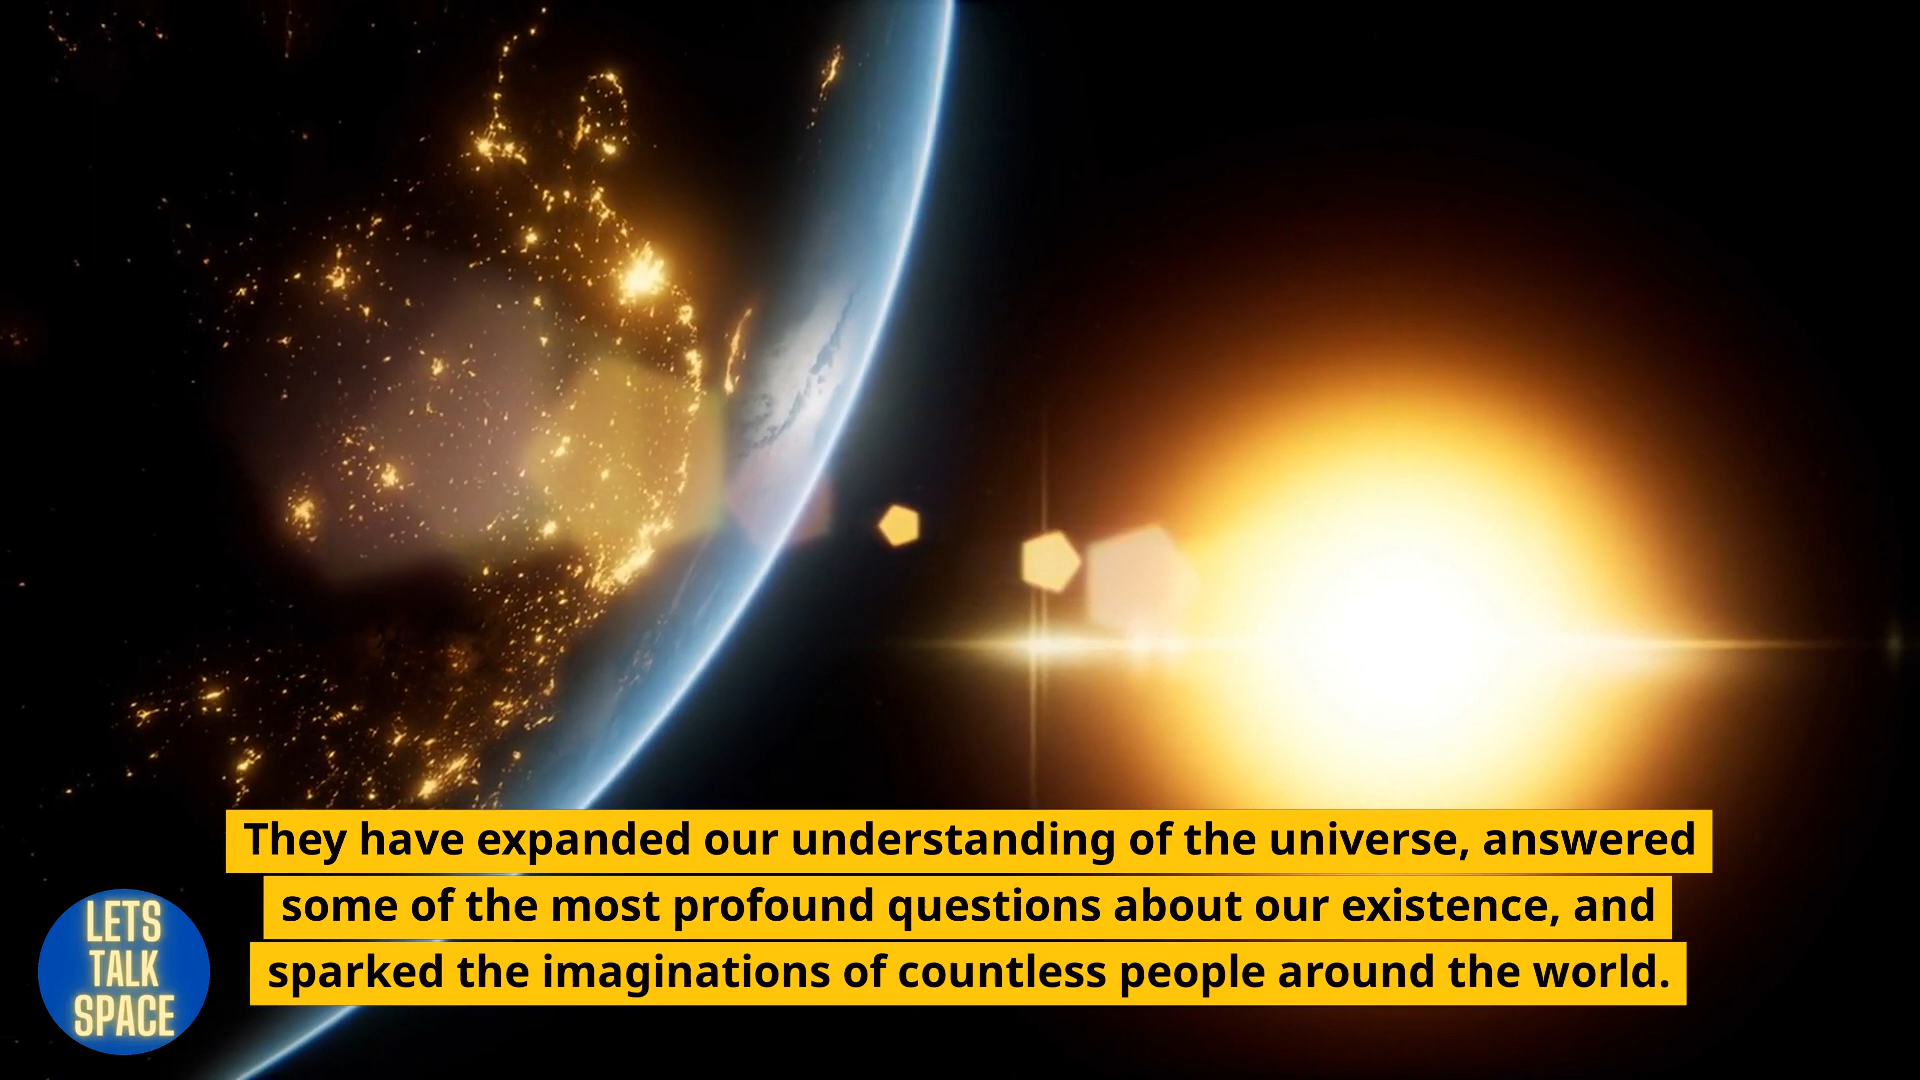 They have expanded our understanding of the universe, answered
some of the most profound questions about our existence, and
sparked the imaginations of countless people around the world.
LETS
TALK
SPACE